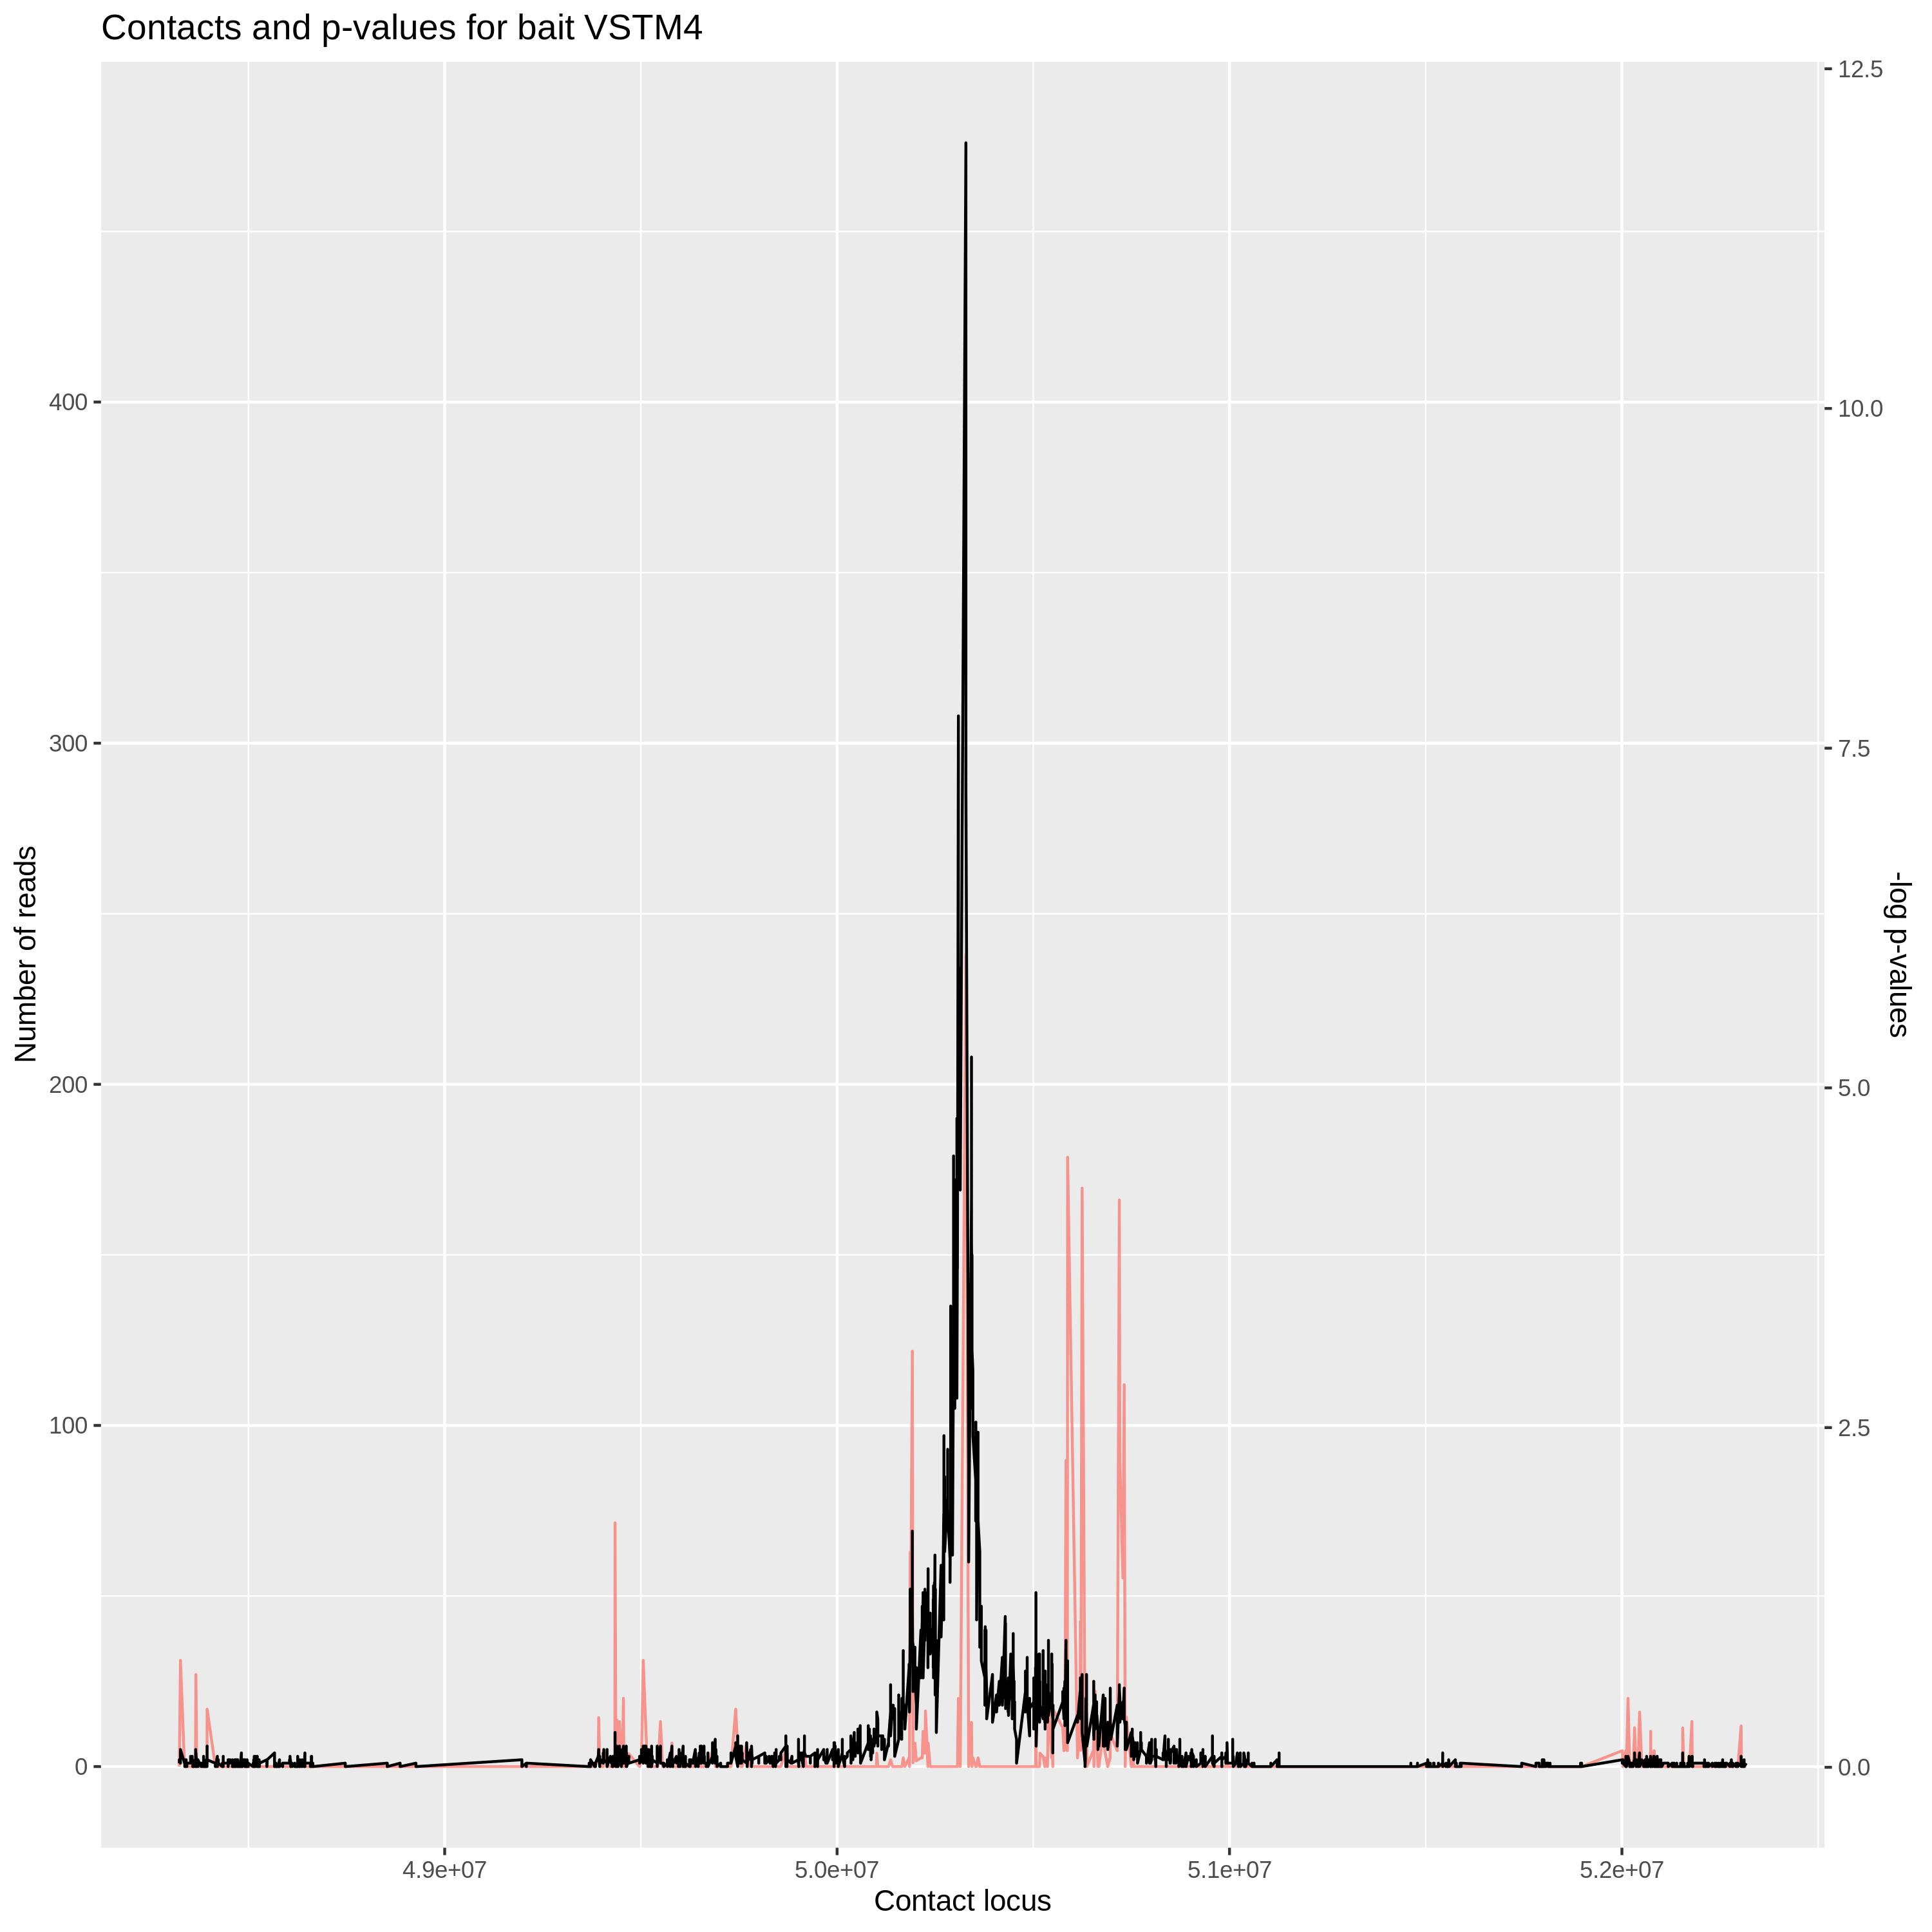 Contacts and p-values for bait VSTM4
Number of reads
400
300
200
100
0
12.5
10.0
7.5
5.0
2.5
0.0
-log p-values
4.9e+07
5.0e+07
5.1e+07
5.2e+07
Contact locus